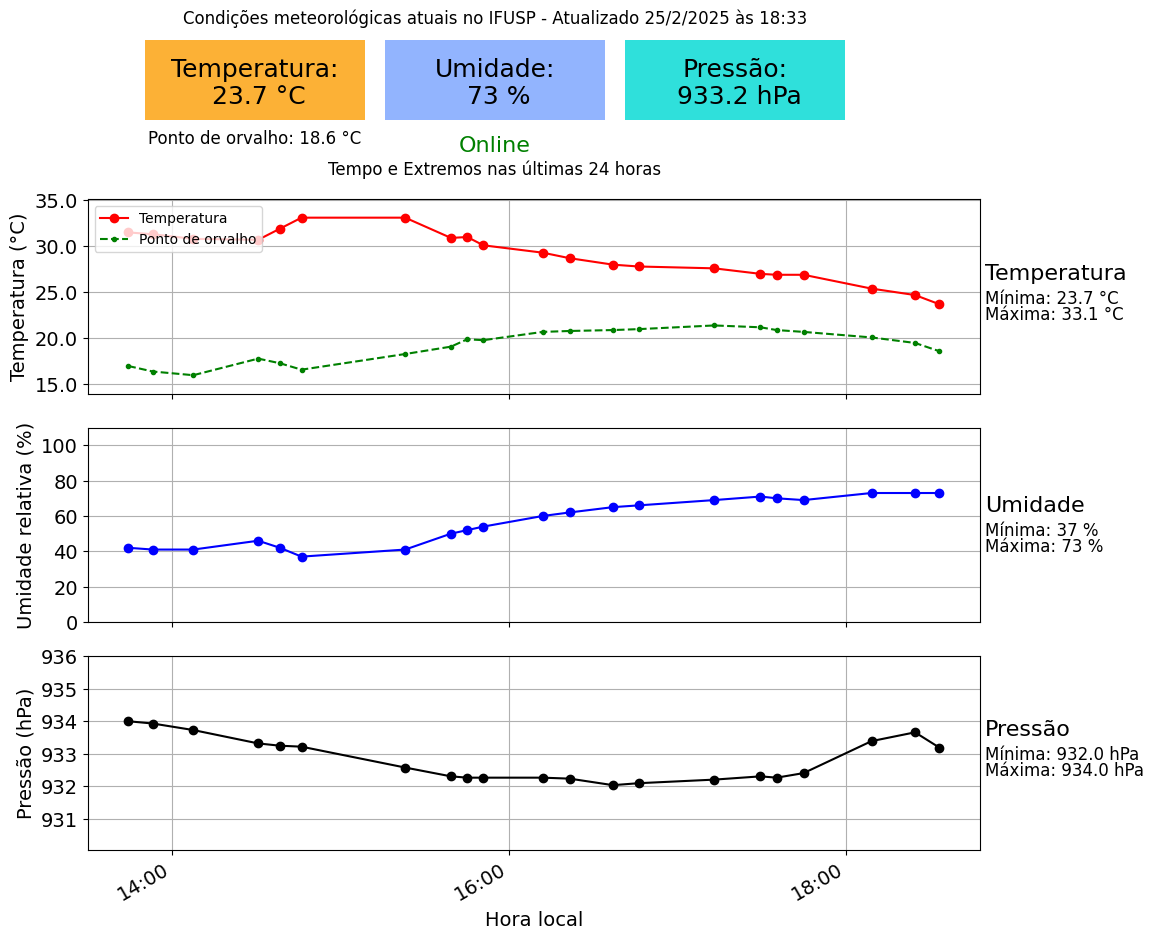 Condições meteorológicas atuais no IFUSP - Atualizado 25/2/2025 às 18:33
Temperatura:
23.7 °C
Umidade:
73 %
Pressão:
933.2 hPa
Ponto de orvalho: 18.6 °C
Online
Tempo e Extremos nas últimas 24 horas
Temperatura (°C)
35.0
30.0
25.0
20.0
15.0
Temperatura
Ponto de orvalho
Temperatura
Mínima: 23.7 °C
Máxima: 33.1 °C
Umidade relativa (%)
100
80
60
40
20
0
Umidade
Mínima: 37 %
Máxima: 73 %
Pressão (hPa)
936
935
934
933
932
931
Pressão
Mínima: 932.0 hPa
Máxima: 934.0 hPa
14:00
16:00
18:00
Hora local